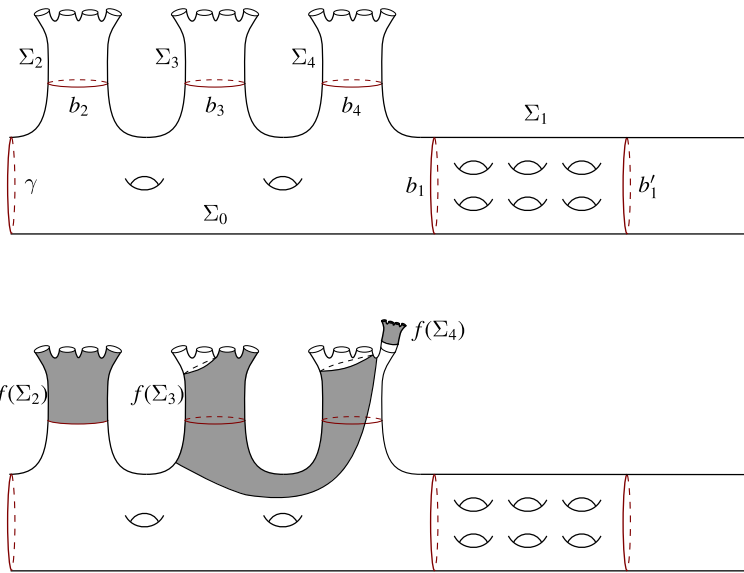 Σ₂ Σ₃ Σ₄
b₂ b₃ b₄ Σ₁
γ b₁ b′₁
Σ₀
f(Σ₄)
f(Σ₂) f(Σ₃)